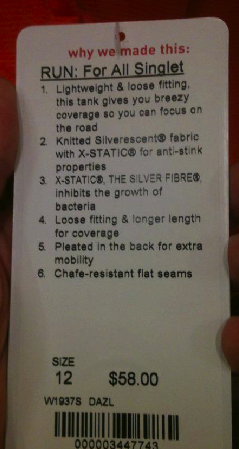 why we made this:
RUN: For All Singlet
1. Lightweight & loose fitting,
this tank gives you breezy
coverage so you can focus on
the road
2. Knitted Silverescent® fabric
with X-STATIC® for anti-stink
properties
3. X-STATIC®, THE SILVER FIBRE®,
inhibits the growth of
bacteria
4. Loose fitting & longer length
for coverage
5. Pleated in the back for extra
mobility
6. Chafe-resistant flat seams
SIZE
12 $58.00
W1937S DAZL
000003447743